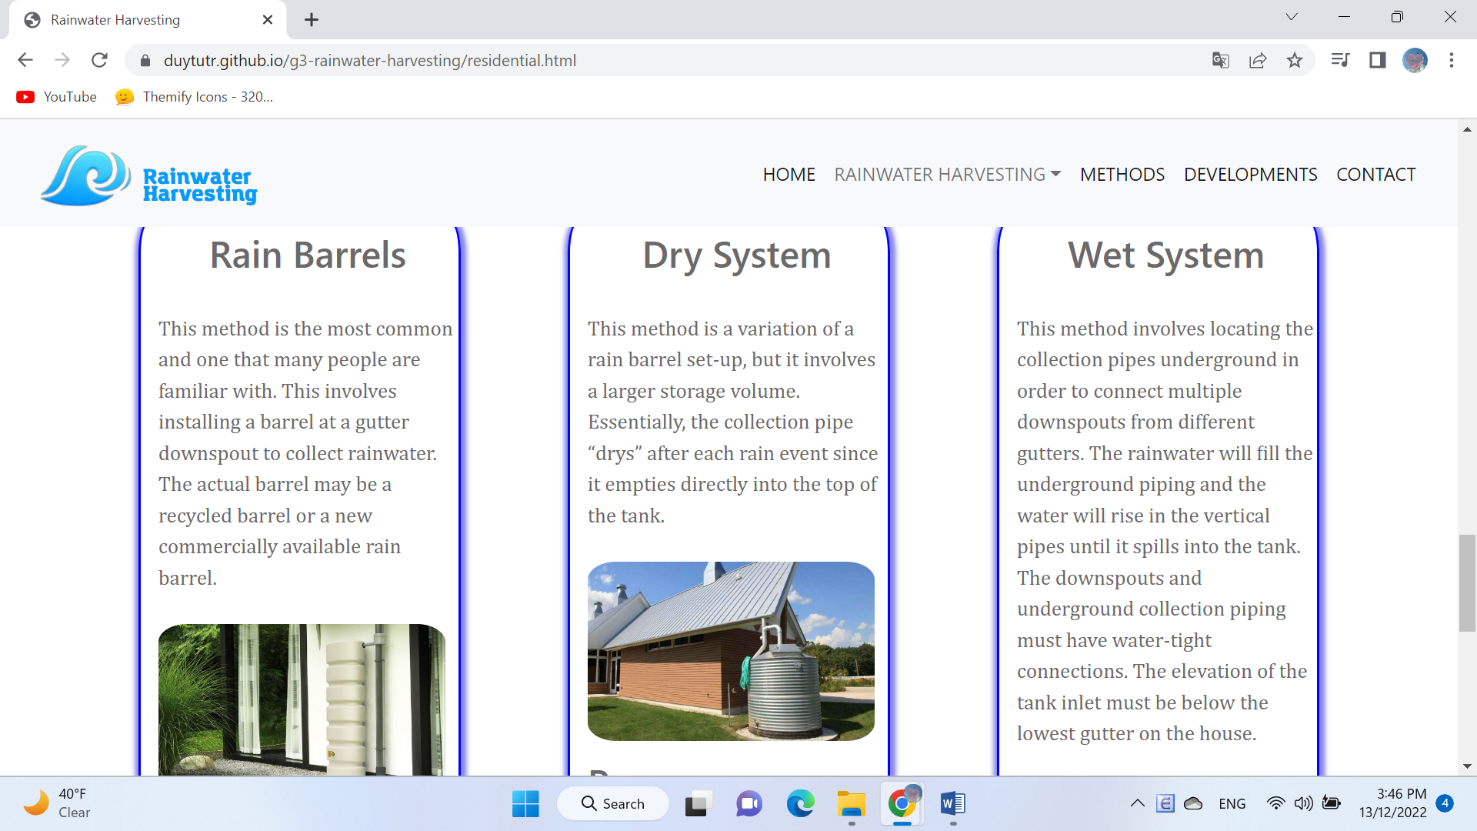 Rainwater Harvesting
duytutr.github.io/g3-rainwater-harvesting/residential.html
YouTube
Themify Icons - 320...
Rainwater
Harvesting
HOME
RAINWATER HARVESTING
METHODS
DEVELOPMENTS
CONTACT
Rain Barrels
This method is the most common
and one that many people are
familiar with. This involves
installing a barrel at a gutter
downspout to collect rainwater.
The actual barrel may be a
recycled barrel or a new
commercially available rain
barrel.
Dry System
This method is a variation of a
rain barrel set-up, but it involves
a larger storage volume.
Essentially, the collection pipe
“drys” after each rain event since
it empties directly into the top of
the tank.
Wet System
This method involves locating the
collection pipes underground in
order to connect multiple
downspouts from different
gutters. The rainwater will fill the
underground piping and the
water will rise in the vertical
pipes until it spills into the tank.
The downspouts and
underground collection piping
must have water-tight
connections. The elevation of the
tank inlet must be below the
lowest gutter on the house.
40°F
Clear
Search
ENG
3:46 PM
13/12/2022
4